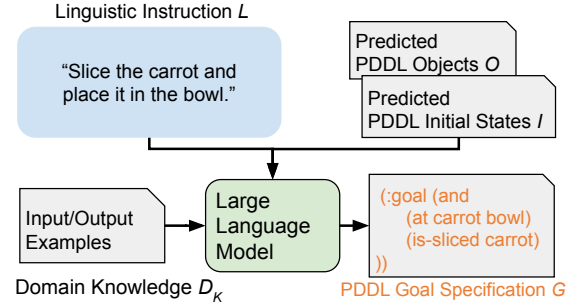 Linguistic Instruction L
“Slice the carrot and
place it in the bowl.”
Predicted
PDDL Objects O
Predicted
PDDL Initial States I
Input/Output
Examples
Domain Knowledge D_K
Large
Language
Model
(:goal (and
(at carrot bowl)
(is-sliced carrot)
))
PDDL Goal Specification G